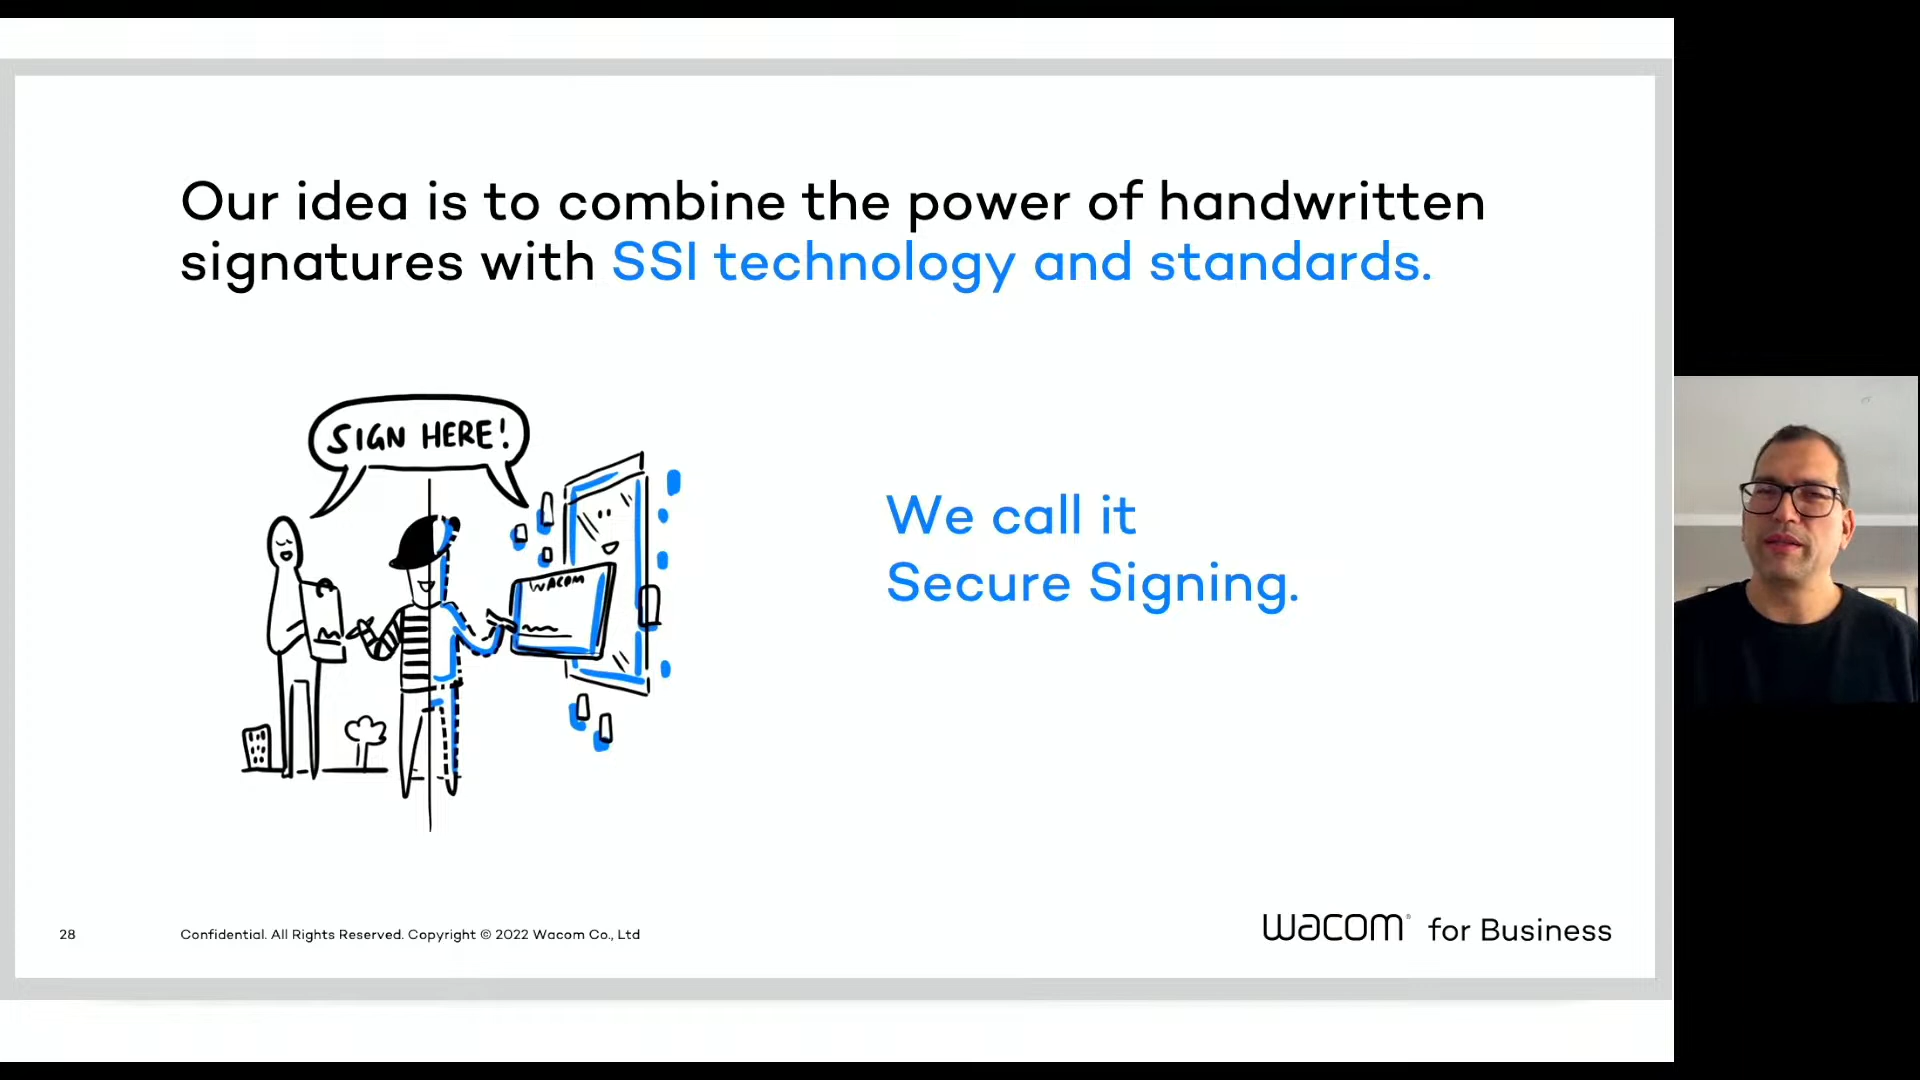 Our idea is to combine the power of handwritten
signatures with SSI technology and standards.
SIGN HERE!
WACOM
We call it
Secure Signing.
28
Confidential. All Rights Reserved. Copyright © 2022 Wacom Co., Ltd
wacom® for Business